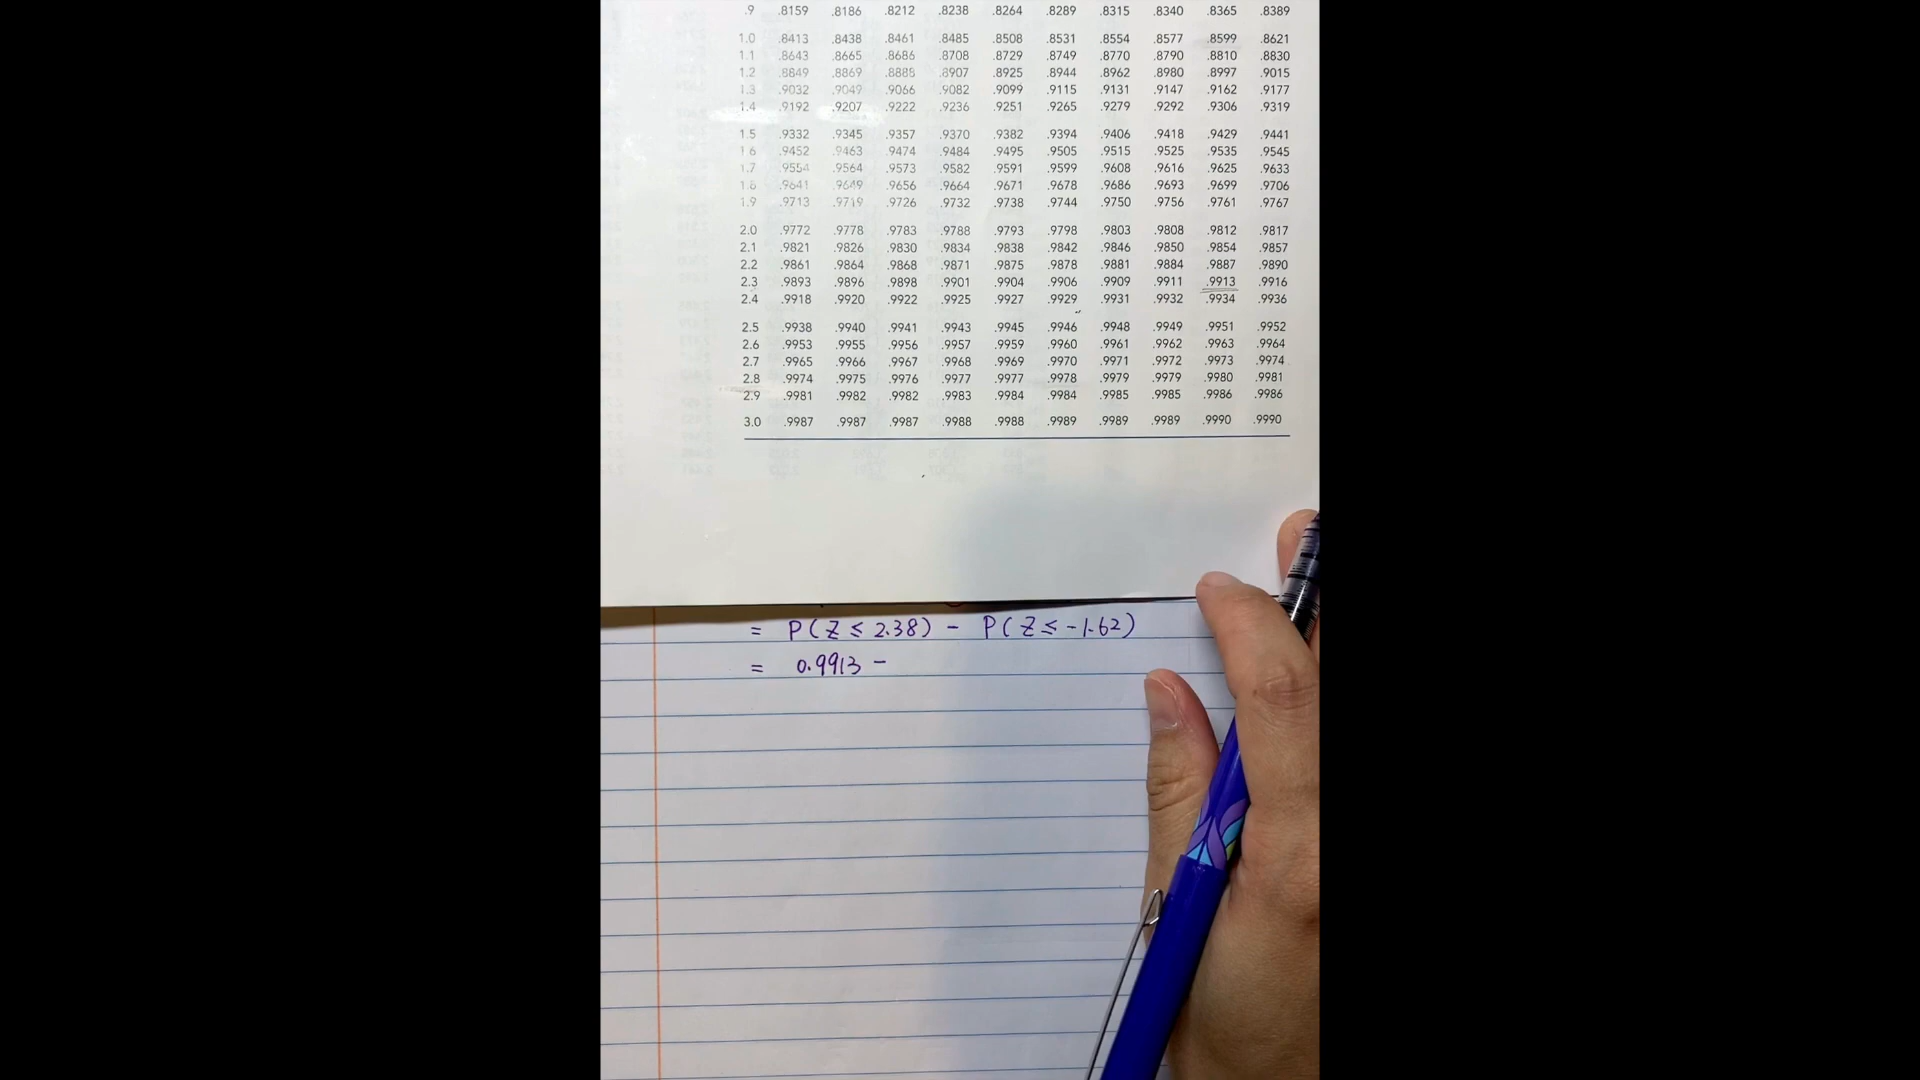 .9 .8159 .8186 .8212 .8238 .8264 .8289 .8315 .8340 .8365 .8389
1.0 .8413 .8438 .8461 .8485 .8508 .8531 .8554 .8577 .8599 .8621
1.1 .8643 .8665 .8686 .8708 .8729 .8749 .8770 .8790 .8810 .8830
1.2 .8849 .8869 .8888 .8907 .8925 .8944 .8962 .8980 .8997 .9015
1.3 .9032 .9049 .9066 .9082 .9099 .9115 .9131 .9147 .9162 .9177
1.4 .9192 .9207 .9222 .9236 .9251 .9265 .9279 .9292 .9306 .9319
1.5 .9332 .9345 .9357 .9370 .9382 .9394 .9406 .9418 .9429 .9441
1.6 .9452 .9463 .9474 .9484 .9495 .9505 .9515 .9525 .9535 .9545
1.7 .9554 .9564 .9573 .9582 .9591 .9599 .9608 .9616 .9625 .9633
1.8 .9641 .9649 .9656 .9664 .9671 .9678 .9686 .9693 .9699 .9706
1.9 .9713 .9719 .9726 .9732 .9738 .9744 .9750 .9756 .9761 .9767
2.0 .9772 .9778 .9783 .9788 .9793 .9798 .9803 .9808 .9812 .9817
2.1 .9821 .9826 .9830 .9834 .9838 .9842 .9846 .9850 .9854 .9857
2.2 .9861 .9864 .9868 .9871 .9875 .9878 .9881 .9884 .9887 .9890
2.3 .9893 .9896 .9898 .9901 .9904 .9906 .9909 .9911 .9913 .9916
2.4 .9918 .9920 .9922 .9925 .9927 .9929 .9931 .9932 .9934 .9936
2.5 .9938 .9940 .9941 .9943 .9945 .9946 .9948 .9949 .9951 .9952
2.6 .9953 .9955 .9956 .9957 .9959 .9960 .9961 .9962 .9963 .9964
2.7 .9965 .9966 .9967 .9968 .9969 .9970 .9971 .9972 .9973 .9974
2.8 .9974 .9975 .9976 .9977 .9977 .9978 .9979 .9979 .9980 .9981
2.9 .9981 .9982 .9982 .9983 .9984 .9984 .9985 .9985 .9986 .9986
3.0 .9987 .9987 .9987 .9988 .9988 .9989 .9989 .9989 .9990 .9990
= P(Z ≤ 2.38) - P(Z ≤ -1.62)
= 0.9913 -